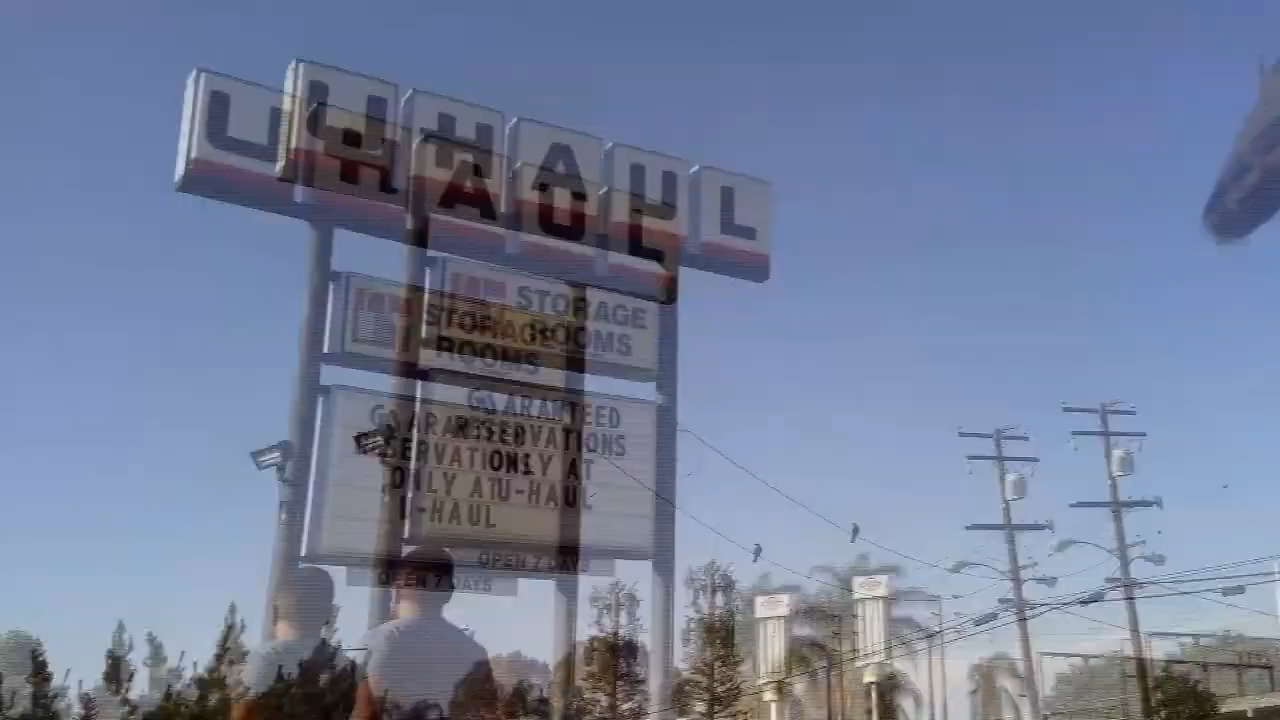 U-HAUL
STORAGE
ROOMS
GUARANTEED
RESERVATIONS
ONLY AT
U-HAUL
OPEN 7 DAYS